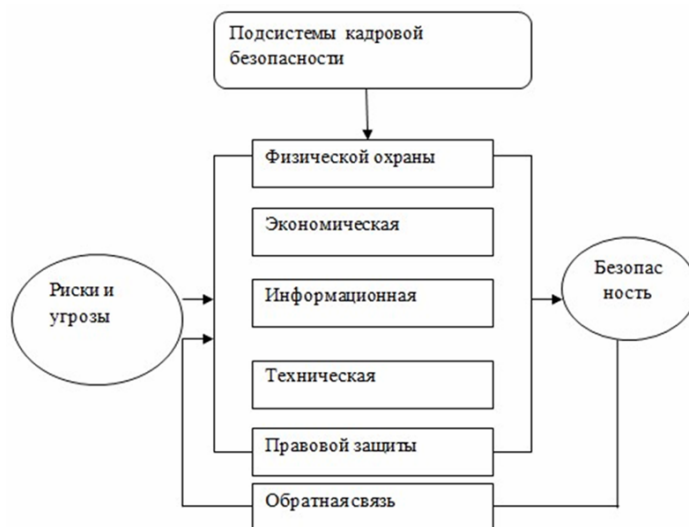 Подсистемы кадровой
безопасности
Физической охраны
Экономическая
Риски и
угрозы
Информационная
Безопас
ность
Техническая
Правовой защиты
Обратная связь